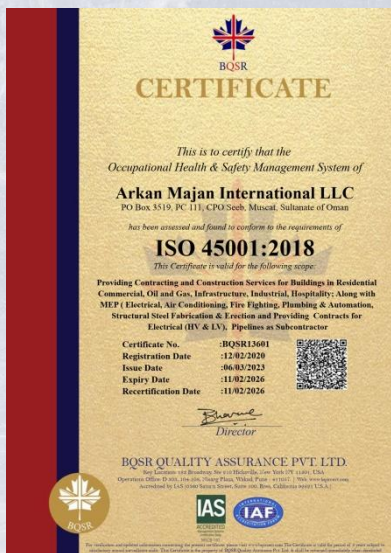 BQSR
CERTIFICATE
This is to certify that the
Occupational Health & Safety Management System of
Arkan Majan International LLC
PO Box 3519, PC 111, CPO Seeb, Muscat, Sultanate of Oman
has been assessed and found to conform to the requirements of
ISO 45001:2018
This Certificate is valid for the following scope:
Providing Contracting and Construction Services for Buildings in Residential
Commercial, Oil and Gas, Infrastructure, Industrial, Hospitality; Along with
MEP ( Electrical, Air Conditioning, Fire Fighting, Plumbing & Automation,
Structural Steel Fabrication & Erection and Providing Contracts for
Electrical (HV & LV), Pipelines as Subcontractor
Certificate No. :BQSR13601
Registration Date :12/02/2020
Issue Date :06/03/2023
Expiry Date :11/02/2026
Recertification Date :11/02/2026
Director
BQSR QUALITY ASSURANCE PVT. LTD.
BQSR
IAS
ACCREDITED
IAF